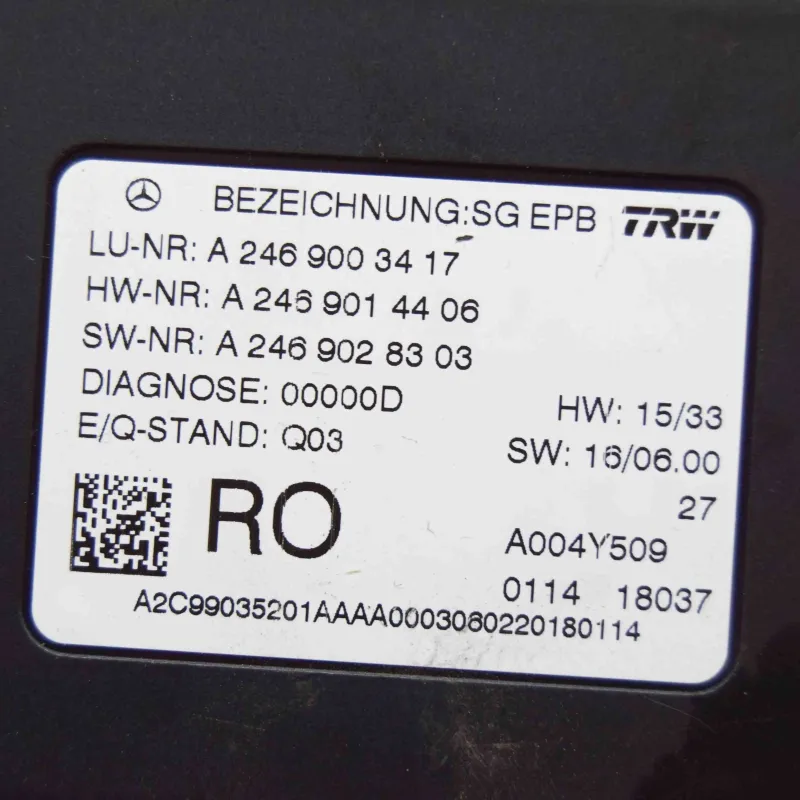 BEZEICHNUNG:SG EPB TRW
LU-NR: A 246 900 34 17
HW-NR: A 246 901 44 06
SW-NR: A 246 902 83 03
DIAGNOSE: 00000D
HW: 15/33
E/Q-STAND: Q03
SW: 16/06.00
27
RO
A004Y509
0114 18037
A2C99035201AAAA0003060220180114